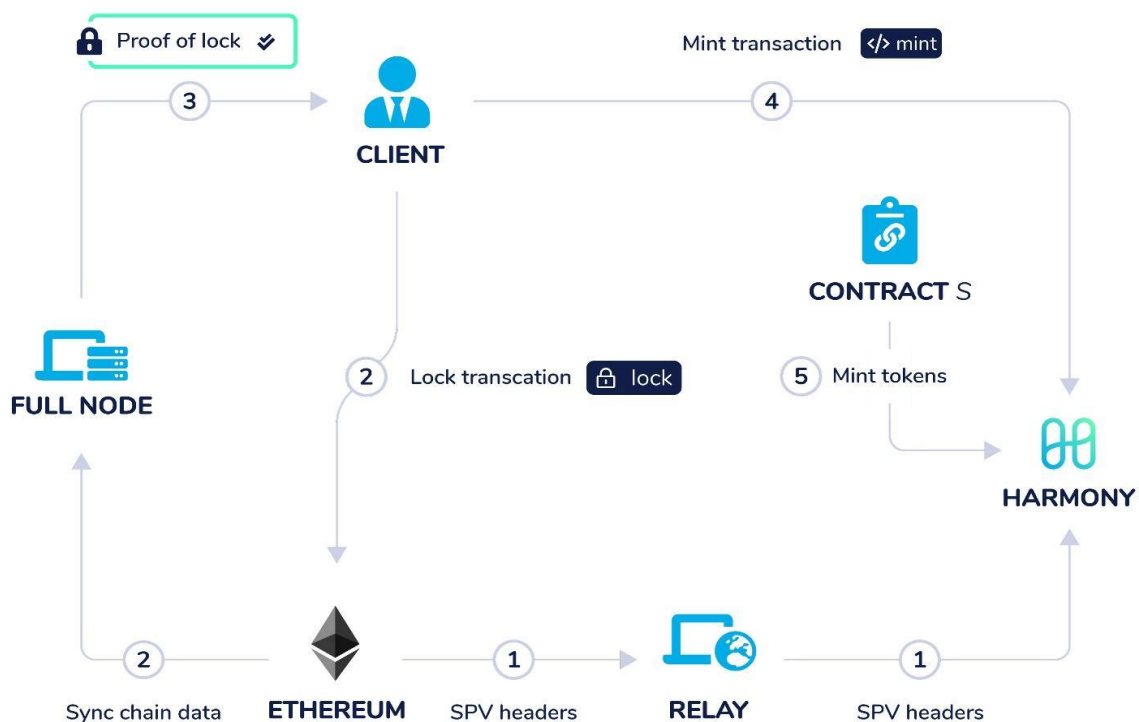 Proof of lock
Mint transaction </> mint
3
4
CLIENT
CONTRACT S
2 Lock transcation lock
5 Mint tokens
FULL NODE
HARMONY
2
1
1
Sync chain data
ETHEREUM
SPV headers
RELAY
SPV headers